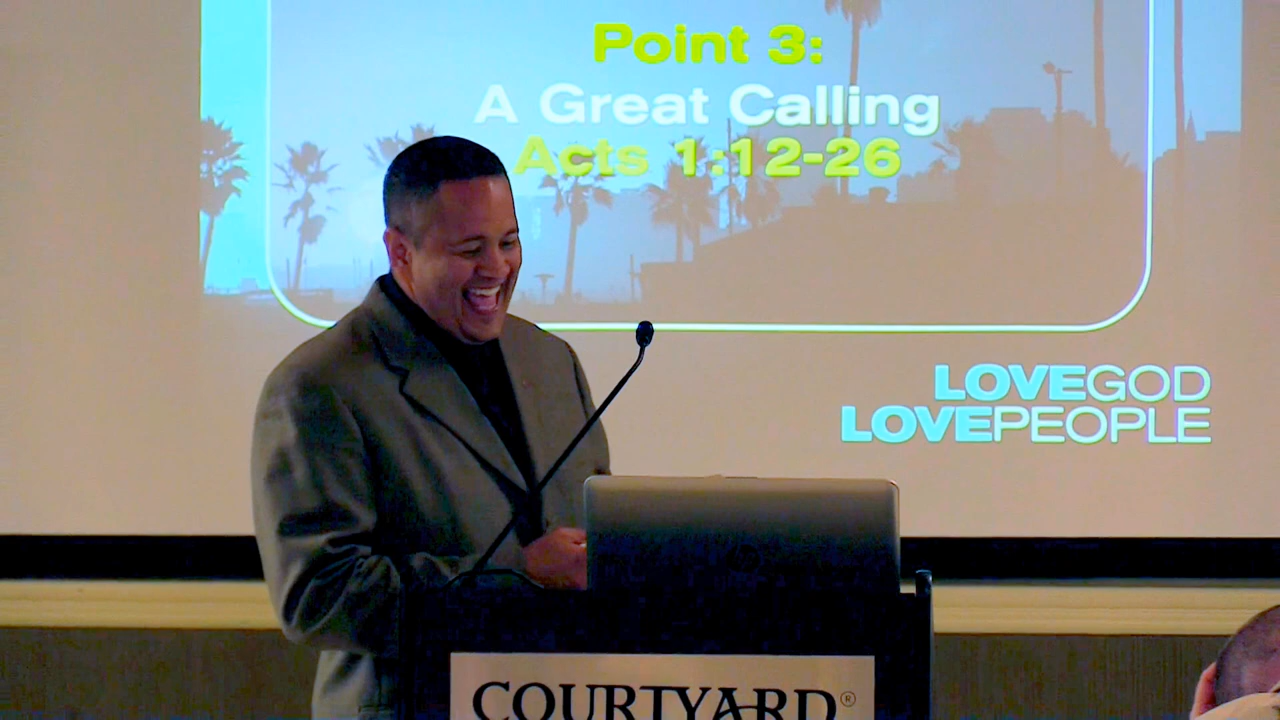 Point 3:
A Great Calling
Acts 1:12-26
LOVEGOD
LOVEPEOPLE
COURTYARD®